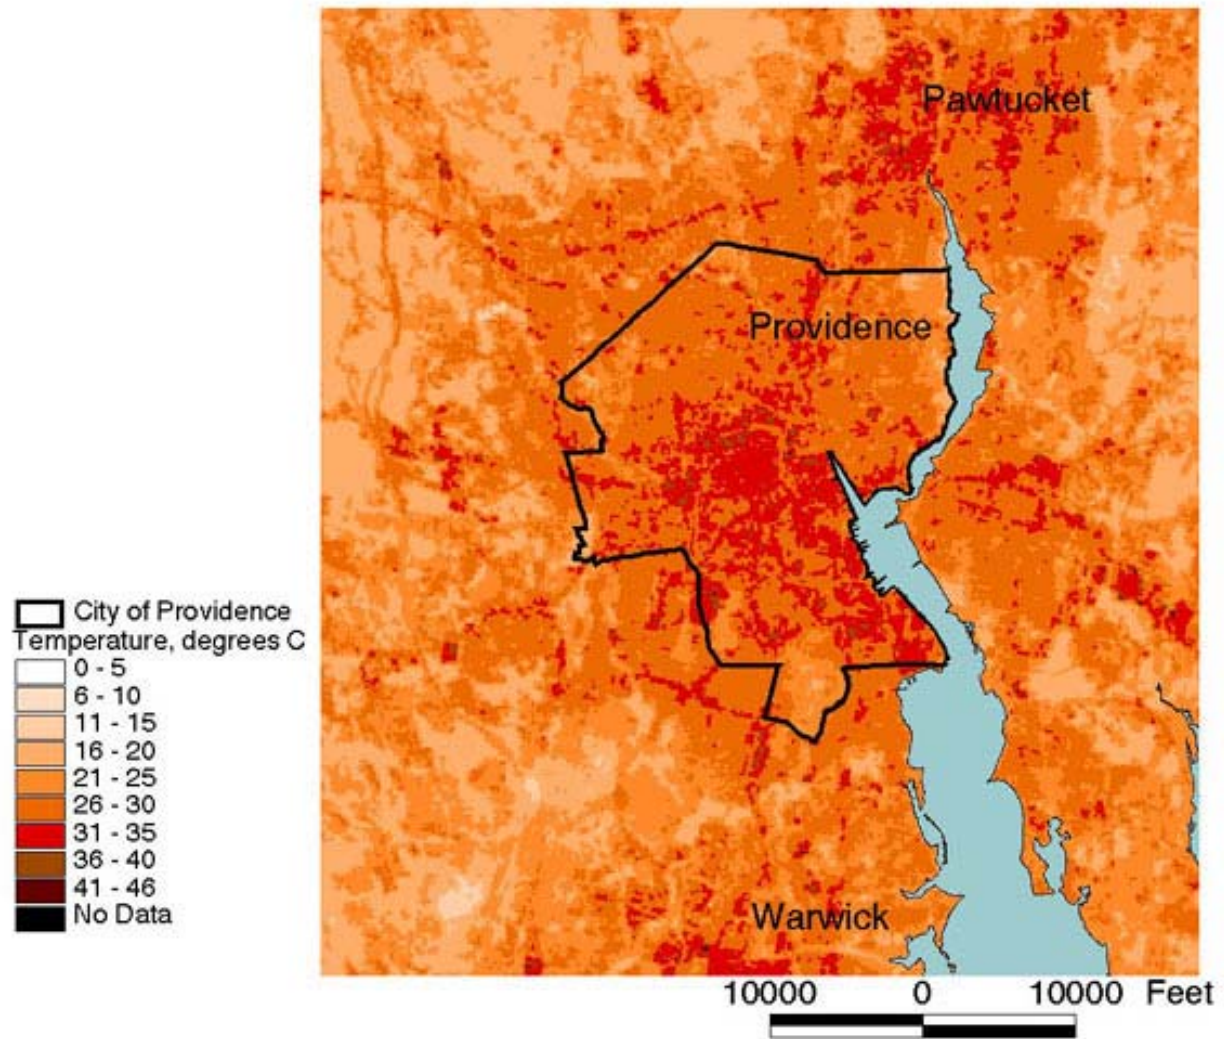 Pawtucket
Providence
City of Providence
Temperature, degrees C
0 - 5
6 - 10
11 - 15
16 - 20
21 - 25
26 - 30
31 - 35
36 - 40
41 - 46
No Data
Warwick
10000 0 10000 Feet